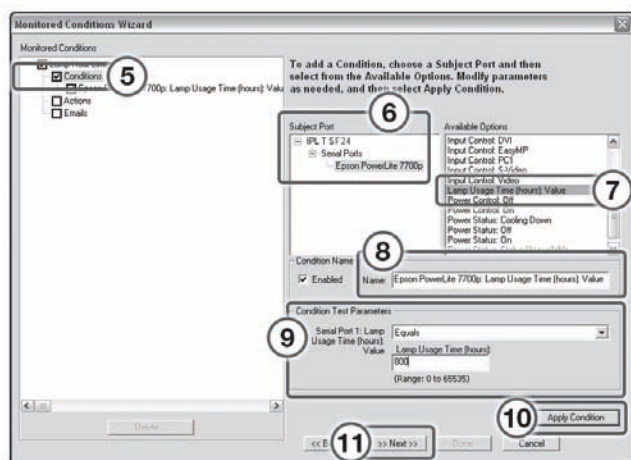 Monitored Conditions Wizard
Monitored Conditions
Conditions
5
7700p: Lamp Usage Time (hours): Valu
Actions
Emails
To add a Condition, choose a Subject Port and then
select from the Available Options. Modify parameters
as needed, and then select Apply Condition.
6
Subject Port
IPL T SF24
Serial Ports
Epson PowerLite 7700p
Available Options
Input Control: DVI
Input Control: EasyMP
Input Control: PC1
Input Control: S-Video
Input Control: Video
Lamp Usage Time (hours): Value
Power Control: Off
Power Control: On
Power Status: Cooling Down
Power Status: Off
Power Status: On
7
8
Condition Name
Enabled
Name: Epson PowerLite 7700p: Lamp Usage Time (hours): Value
Condition Test Parameters
9
Serial Port 1: Lamp
Usage Time (hours):
Value
Equals
Lamp Usage Time (hours):
800
(Range: 0 to 65535)
10
Apply Condition
Delete
11
<< B
>> Next >>
Done
Cancel